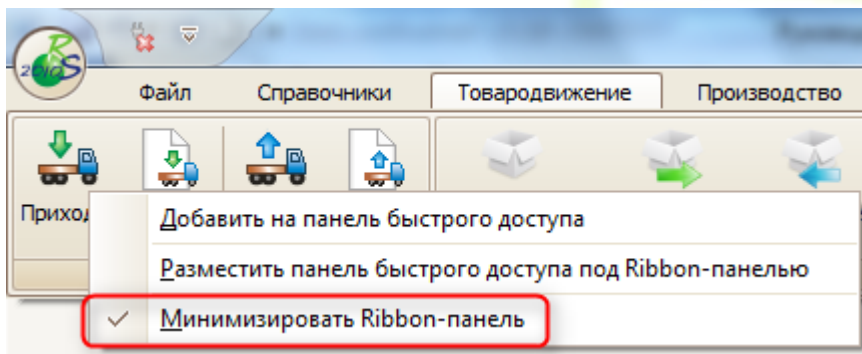 2010 RS
Файл Справочники Товародвижение Производство
Приход
Добавить на панель быстрого доступа
Разместить панель быстрого доступа под Ribbon-панелью
Минимизировать Ribbon-панель